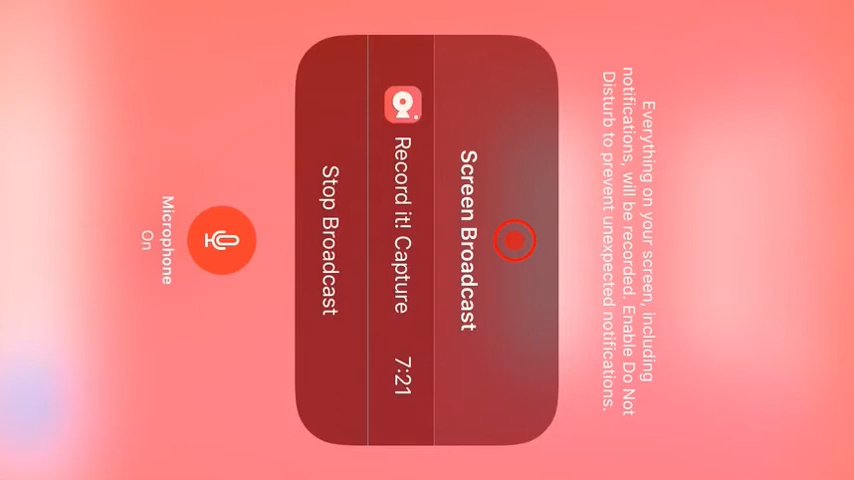 Everything on your screen, including
notifications, will be recorded. Enable Do Not
Disturb to prevent unexpected notifications.
Screen Broadcast
Record it! Capture 7:21
Stop Broadcast
Microphone
On